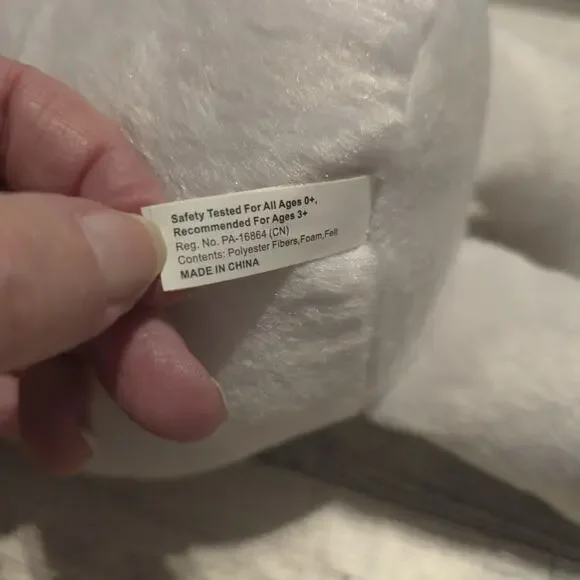 Safety Tested For All Ages 0+,
Recommended For Ages 3+
Reg. No. PA-16864 (CN)
Contents: Polyester Fibers,Foam,Felt
MADE IN CHINA